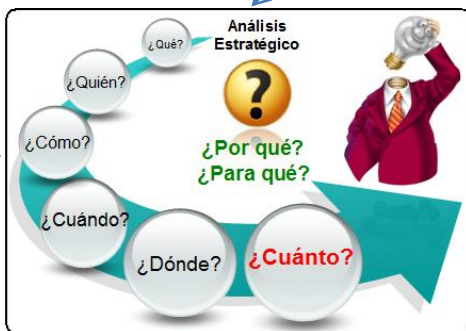 Análisis
Estratégico
¿Qué?
¿Quién?
¿Cómo?
¿Cuándo?
¿Dónde?
¿Cuánto?
?
¿Por qué?
¿Para qué?